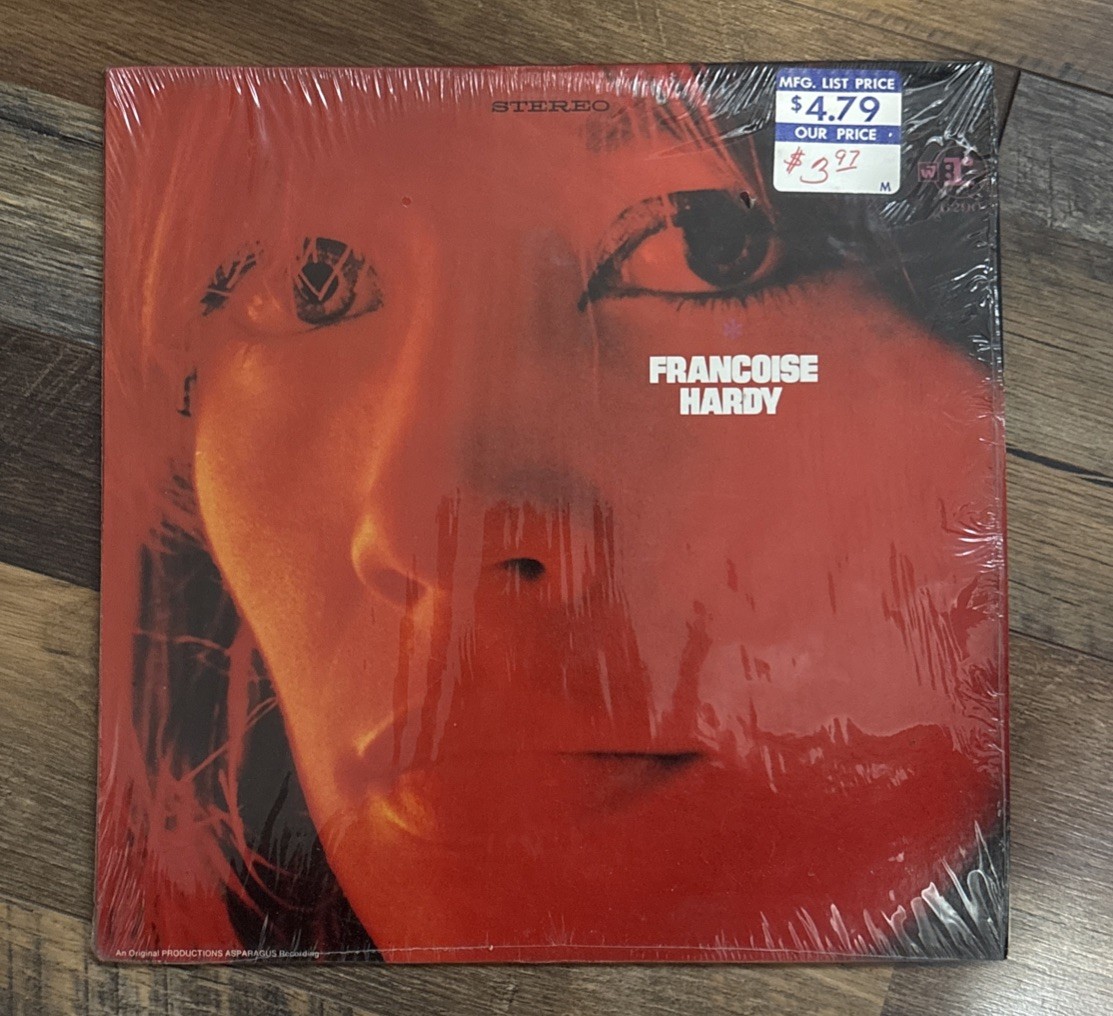 STEREO
MFG. LIST PRICE
$4.79
OUR PRICE
$3 97
M
FRANCOISE
HARDY
An Original PRODUCTIONS ASPARAGUS Recording